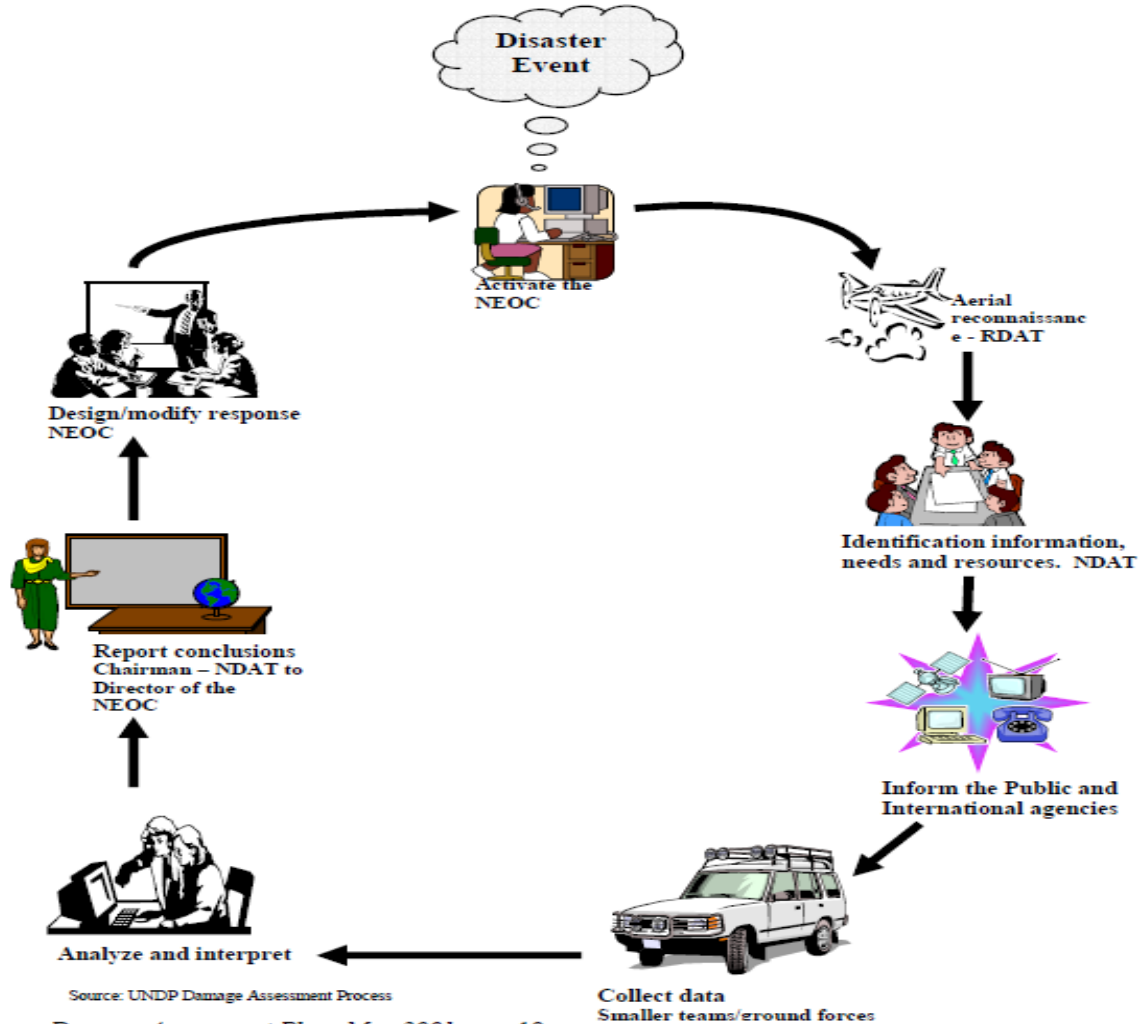 Disaster
Event
Activate the
NEOC
Aerial
reconnaissanc
e - RDAT
Identification information,
needs and resources. NDAT
Inform the Public and
International agencies
Collect data
Smaller teams/ground forces
Analyze and interpret
Report conclusions
Chairman – NDAT to
Director of the
NEOC
Design/modify response
NEOC
Source: UNDP Damage Assessment Process